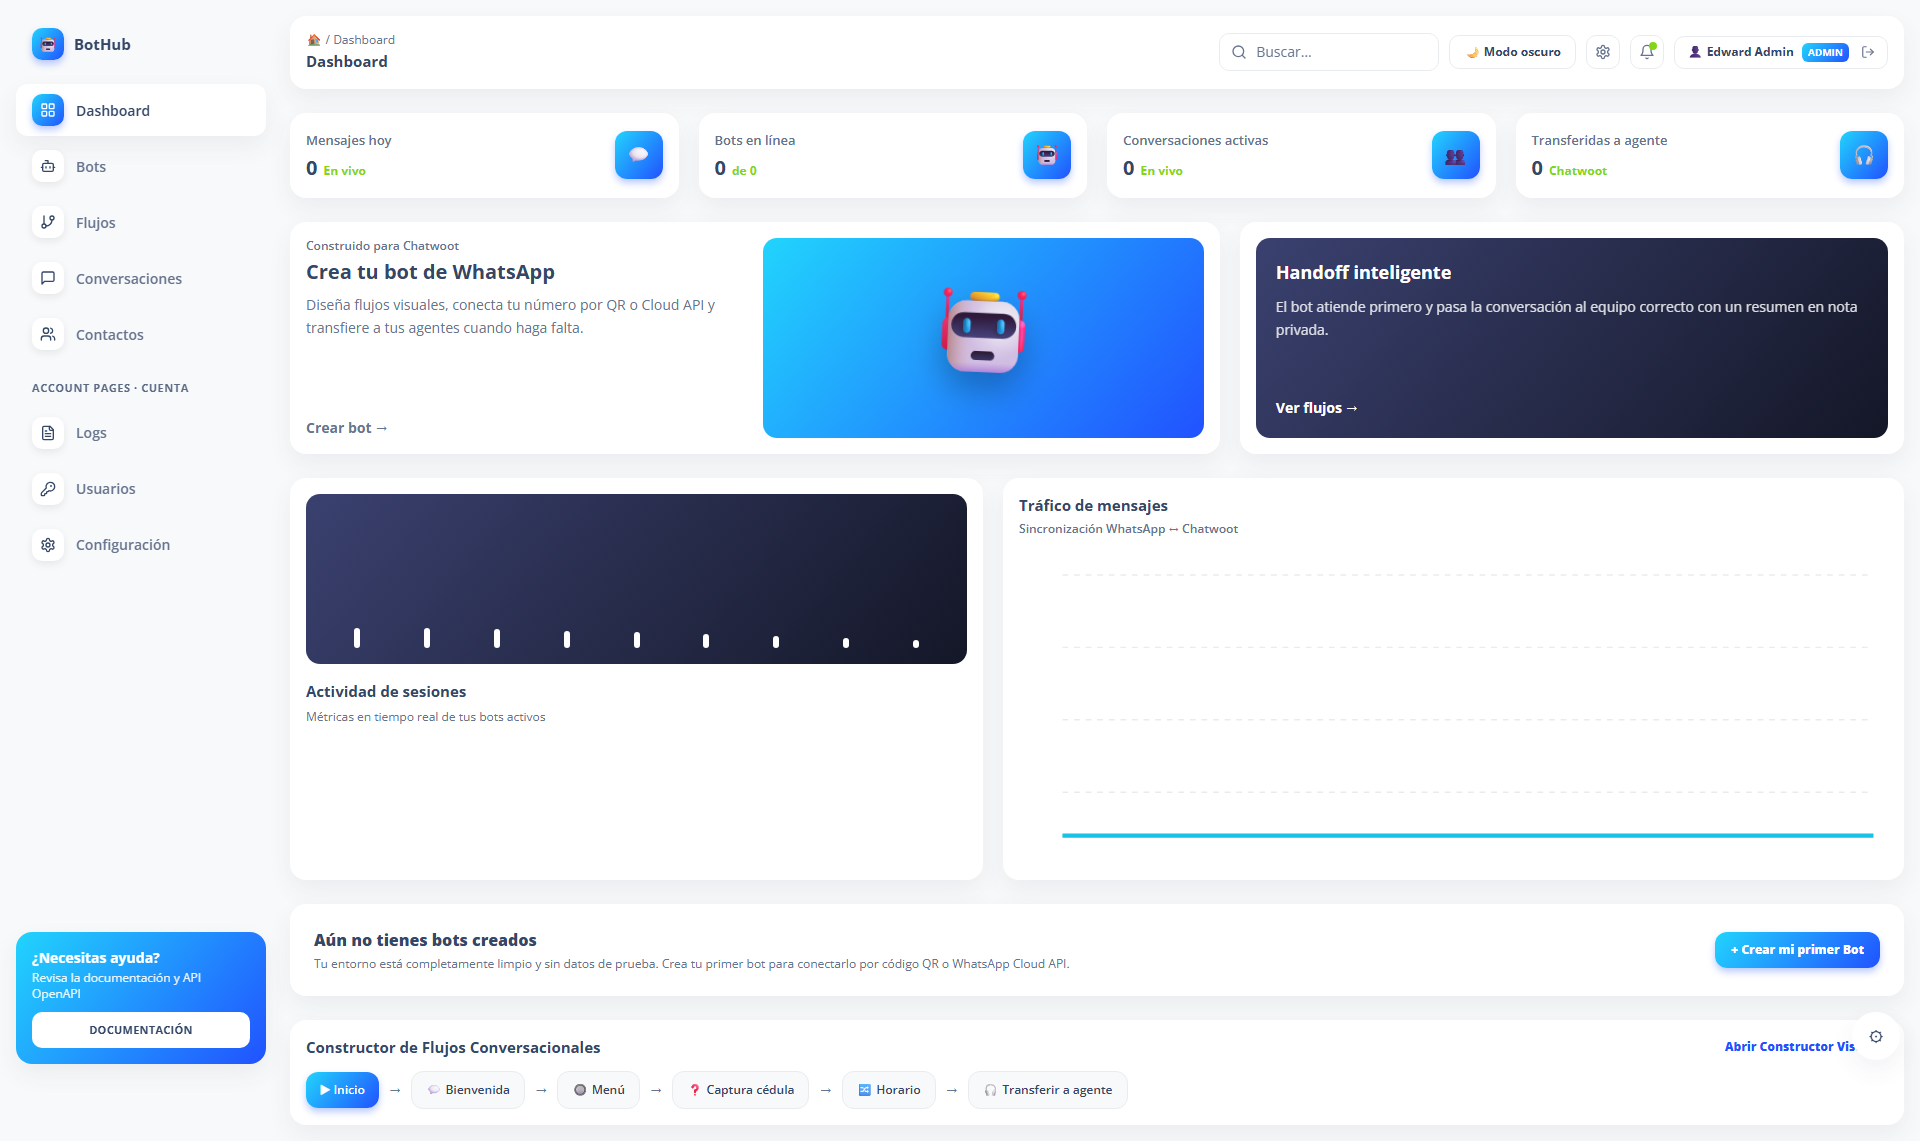 BotHub
Dashboard
Bots
Flujos
Conversaciones
Contactos
ACCOUNT PAGES · CUENTA
Logs
Usuarios
Configuración
¿Necesitas ayuda?
Revisa la documentación y API
OpenAPI
DOCUMENTACIÓN
/ Dashboard
Dashboard
Buscar...
Modo oscuro
Edward Admin ADMIN
Mensajes hoy
0 En vivo
Bots en línea
0 de 0
Conversaciones activas
0 En vivo
Transferidas a agente
0 Chatwoot
Construido para Chatwoot
Crea tu bot de WhatsApp
Diseña flujos visuales, conecta tu número por QR o Cloud API y
transfiere a tus agentes cuando haga falta.
Crear bot →
Handoff inteligente
El bot atiende primero y pasa la conversación al equipo correcto con un resumen en nota
privada.
Ver flujos →
Actividad de sesiones
Métricas en tiempo real de tus bots activos
Tráfico de mensajes
Sincronización WhatsApp ↔ Chatwoot
Aún no tienes bots creados
Tu entorno está completamente limpio y sin datos de prueba. Crea tu primer bot para conectarlo por código QR o WhatsApp Cloud API.
+ Crear mi primer Bot
Constructor de Flujos Conversacionales
Abrir Constructor Vis
▶ Inicio → Bienvenida → Menú → ❓ Captura cédula → Horario → Transferir a agente